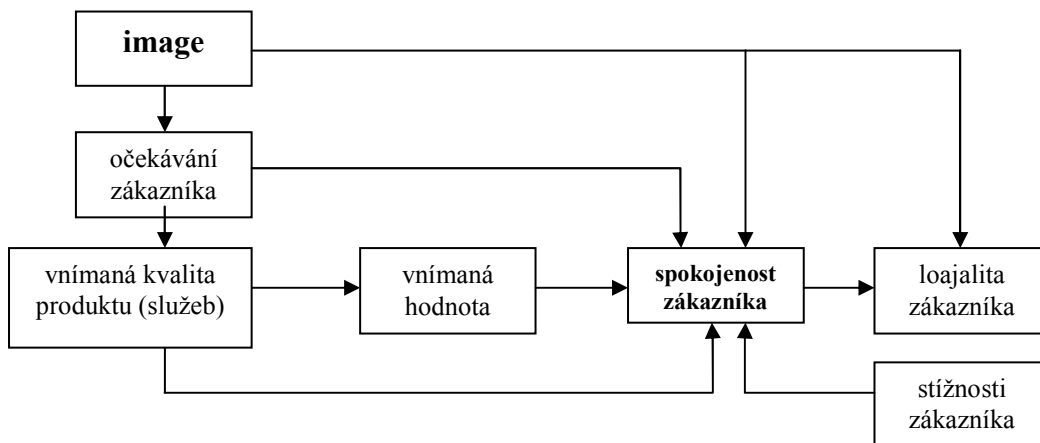 image
očekávání
zákazníka
vnímaná kvalita
produktu (služeb)
vnímaná
hodnota
spokojenost
zákazníka
loajalita
zákazníka
stížnosti
zákazníka